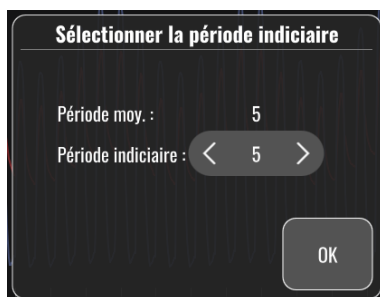 Sélectionner la période indiciaire
Période moy. : 5
Période indiciaire : 5
OK